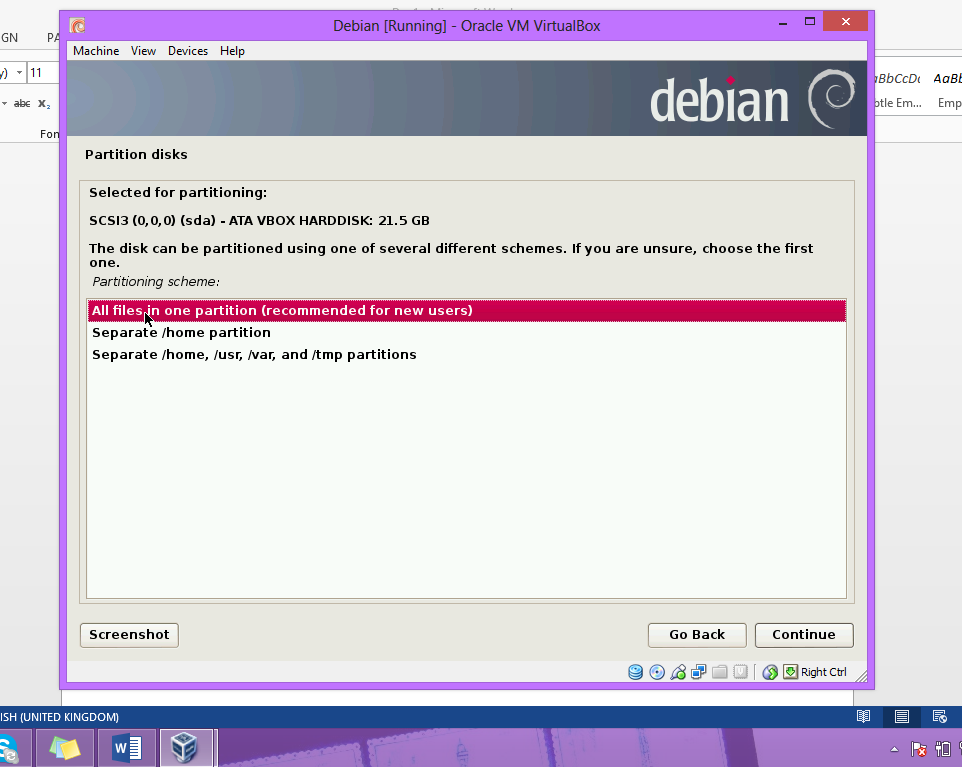 Debian [Running] - Oracle VM VirtualBox
GN
11
abc x₂
Machine View Devices Help
debian
AaBb
tle Em...
Emp
Partition disks
Selected for partitioning:
SCSI3 (0,0,0) (sda) - ATA VBOX HARDDISK: 21.5 GB
The disk can be partitioned using one of several different schemes. If you are unsure, choose the first
one.
Partitioning scheme:
All files in one partition (recommended for new users)
Separate /home partition
Separate /home, /usr, /var, and /tmp partitions
Screenshot
Go Back
Continue
Right Ctrl
ISH (UNITED KINGDOM)